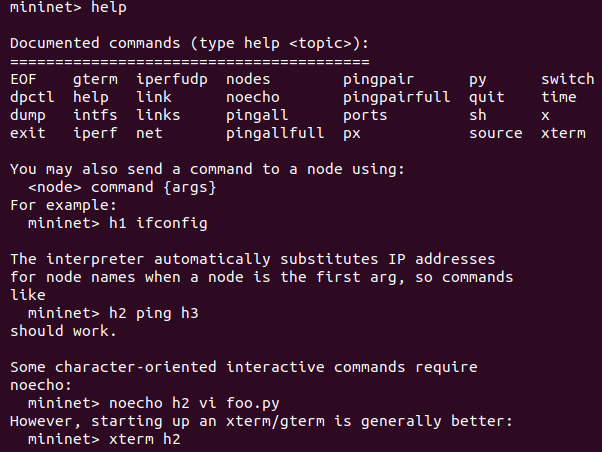 mininet> help
Documented commands (type help <topic>):
========================================
EOF    gterm  iperfudp  nodes        pingpair      py      switch
dpctl  help   link      noecho       pingpairfull  quit    time
dump   intfs  links     pingall      ports         sh      x
exit   iperf  net       pingallfull  px            source  xterm
You may also send a command to a node using:
  <node> command {args}
For example:
  mininet> h1 ifconfig
The interpreter automatically substitutes IP addresses
for node names when a node is the first arg, so commands
like
  mininet> h2 ping h3
should work.
Some character-oriented interactive commands require
noecho:
  mininet> noecho h2 vi foo.py
However, starting up an xterm/gterm is generally better:
  mininet> xterm h2